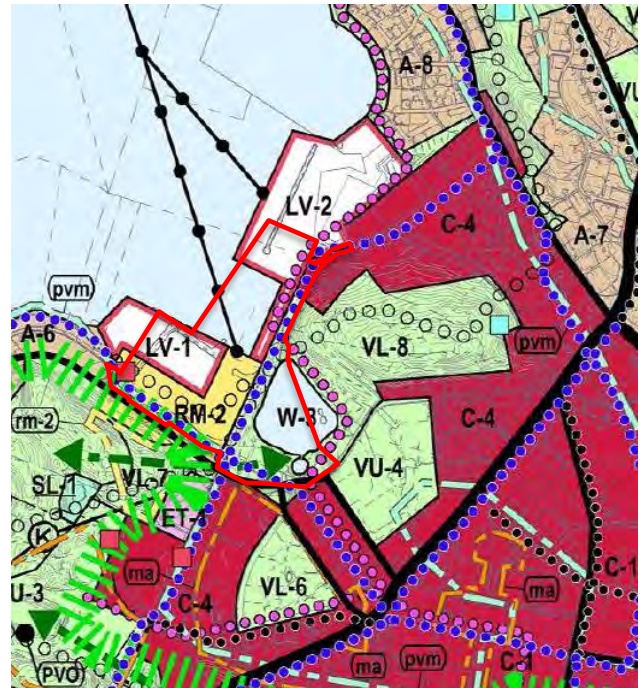 A-8
LV-2
C-4
A-7
pvm
LV-1
A-6
VL-8
pvm
RM-2
W-3
C-4
rm-2
VU-4
VL-7
SL-1
ET-1
K
ma
C-4
VL-6
C-1
ma
U-3
PVO
ma
pvm
C-1